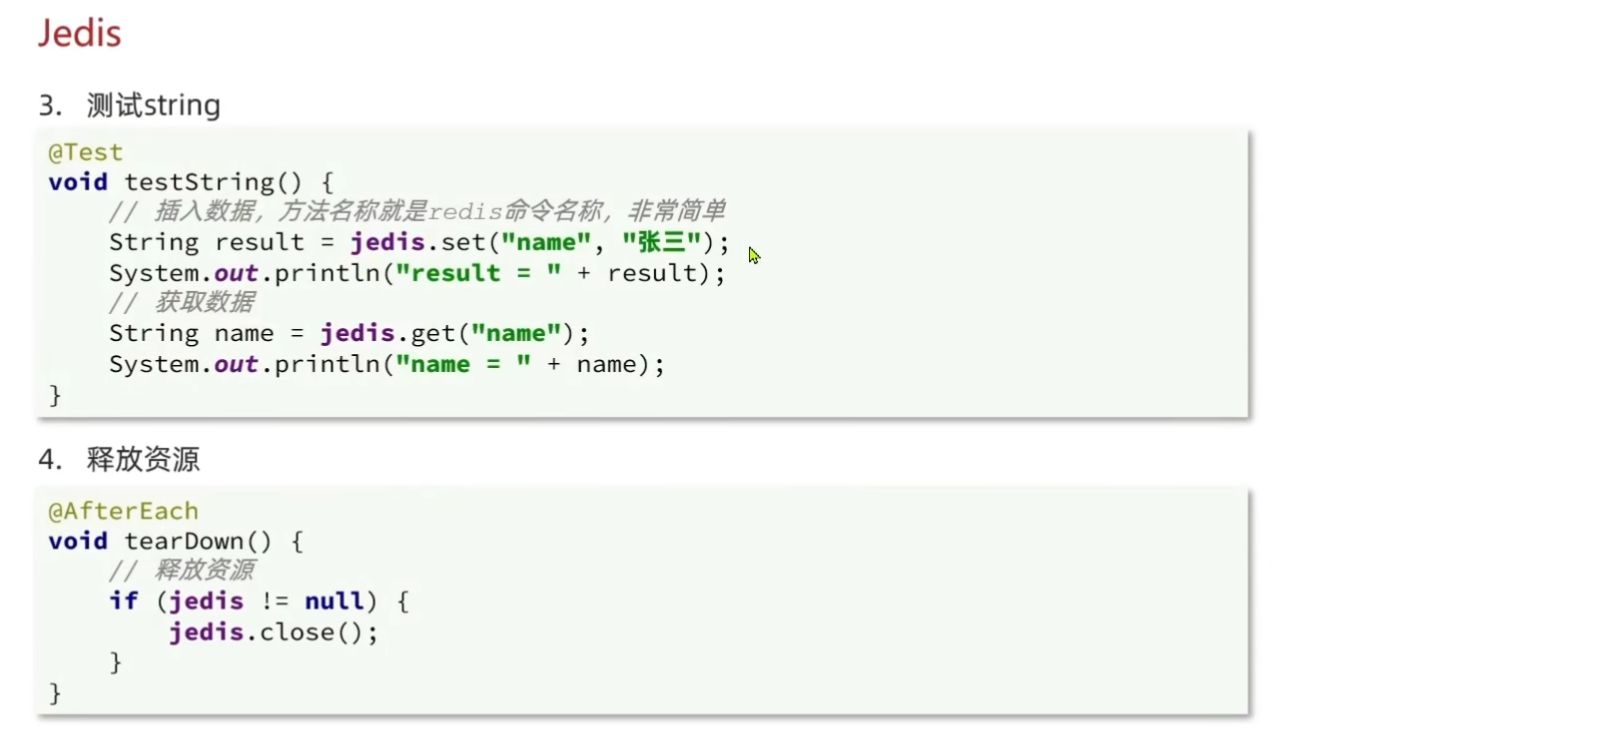 Jedis
3. 测试string
@Test
void testString() {
    // 插入数据，方法名称就是redis命令名称，非常简单
    String result = jedis.set("name", "张三");
    System.out.println("result = " + result);
    // 获取数据
    String name = jedis.get("name");
    System.out.println("name = " + name);
}
4. 释放资源
@AfterEach
void tearDown() {
    // 释放资源
    if (jedis != null) {
        jedis.close();
    }
}